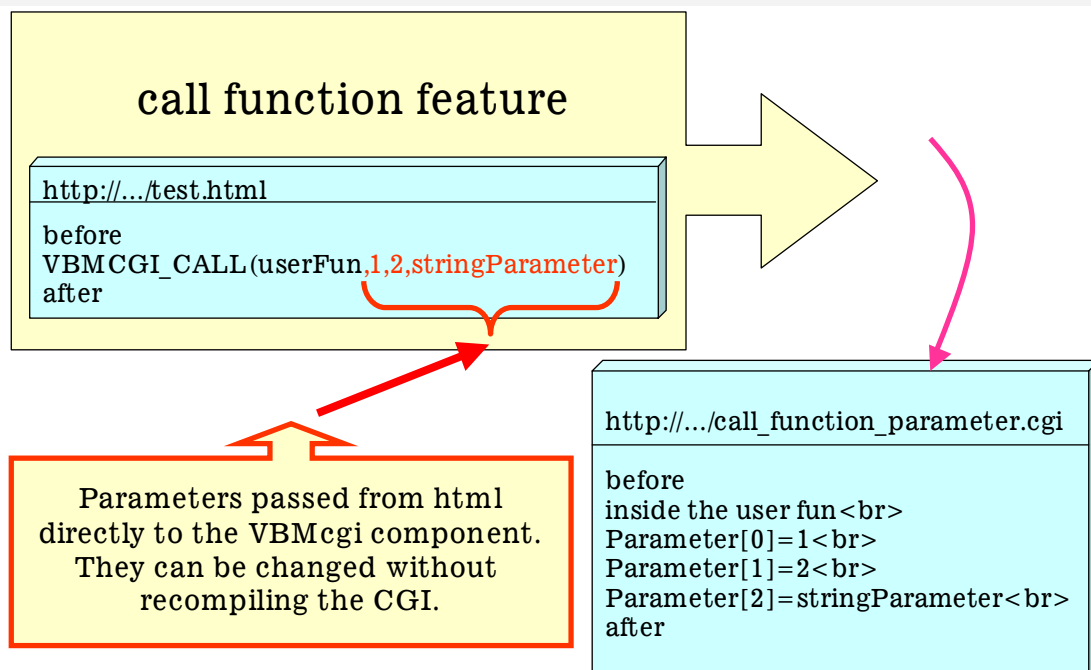 call function feature
http://.../test.html
before
VBMCGI_CALL(userFun,1,2,stringParameter)
after
Parameters passed from html
directly to the VBMcgi component.
They can be changed without
recompiling the CGI.
http://.../call_function_parameter.cgi
before
inside the user fun<br>
Parameter[0]=1<br>
Parameter[1]=2<br>
Parameter[2]=stringParameter<br>
after